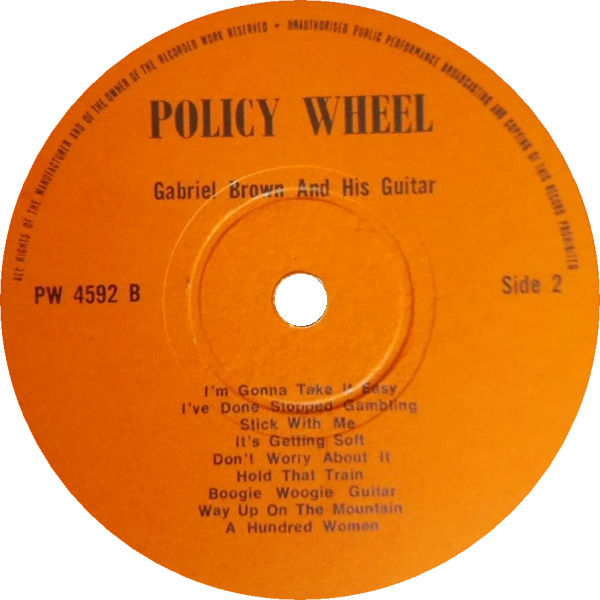 ALL RIGHTS OF THE MANUFACTURER AND OF THE OWNER OF THE RECORDED WORK RESERVED • UNAUTHORISED PUBLIC PERFORMANCE BROADCASTING AND COPYING OF THIS RECORD PROHIBITED
POLICY WHEEL
Gabriel Brown And His Guitar
PW 4592 B
Side 2
I'm Gonna Take It Easy
I've Done Stopped Gambling
Stick With Me
It's Getting Soft
Don't Worry About It
Hold That Train
Boogie Woogie Guitar
Way Up On The Mountain
A Hundred Women